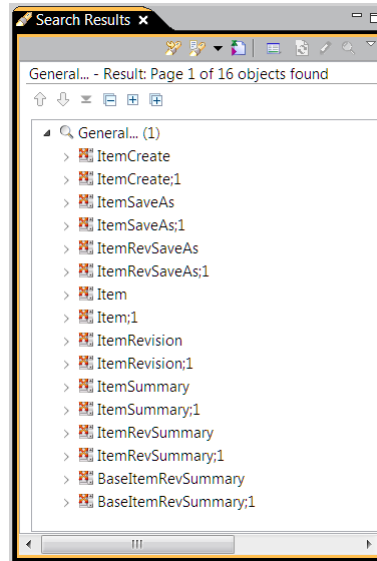 Search Results
General... - Result: Page 1 of 16 objects found
General... (1)
ItemCreate
ItemCreate;1
ItemSaveAs
ItemSaveAs;1
ItemRevSaveAs
ItemRevSaveAs;1
Item
Item;1
ItemRevision
ItemRevision;1
ItemSummary
ItemSummary;1
ItemRevSummary
ItemRevSummary;1
BaseItemRevSummary
BaseItemRevSummary;1